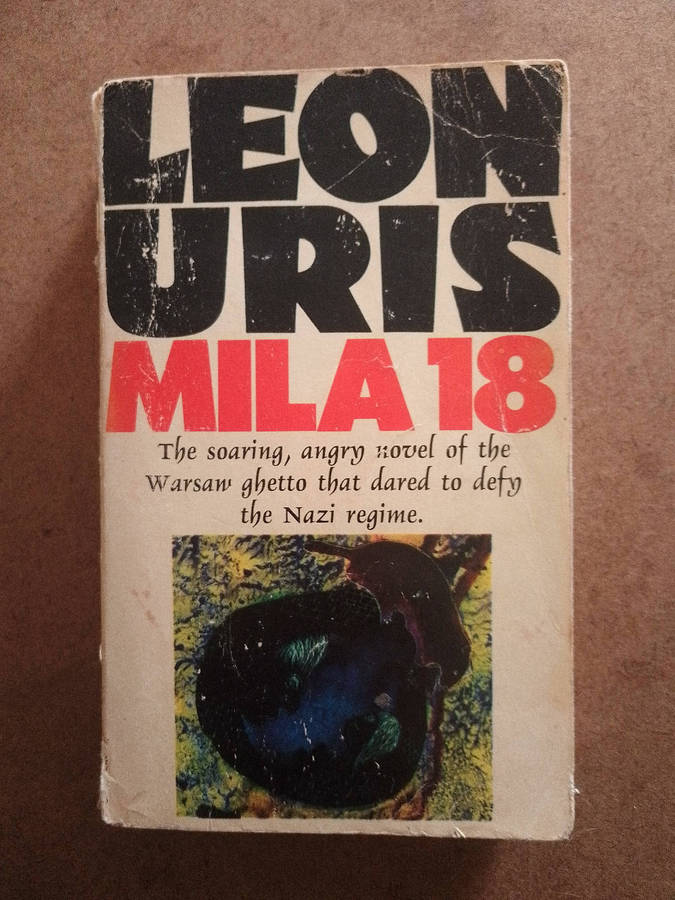 LEON
URIS
MILA 18
The soaring, angry novel of the
Warsaw ghetto that dared to defy
the Nazi regime.